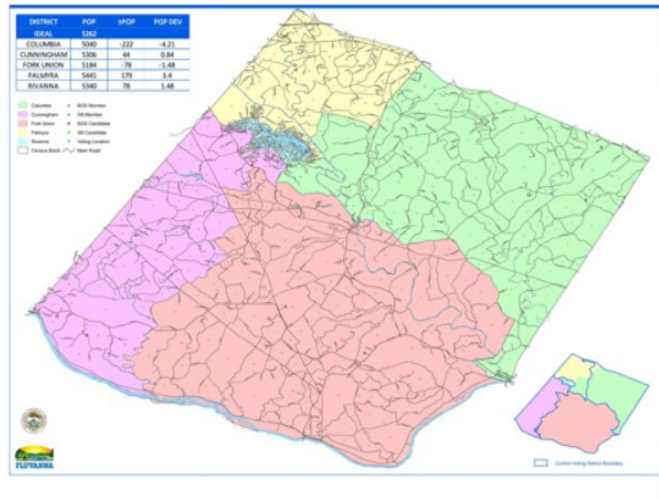 DISTRICT POP ±POP POP DEV
IDEAL 5262
COLUMBIA 5040 -222 -4.21
CUNNINGHAM 5306 44 0.84
FORK UNION 5184 -78 -1.48
PALMYRA 5441 179 3.4
RIVANNA 5340 78 1.48
Columbia BOS Member
Cunningham SB Member
Fork Union BOS Candidate
Palmyra SB Candidate
Rivanna Voting Location
Census Block Main Road
FLUVANNA
Current Voting District Boundary